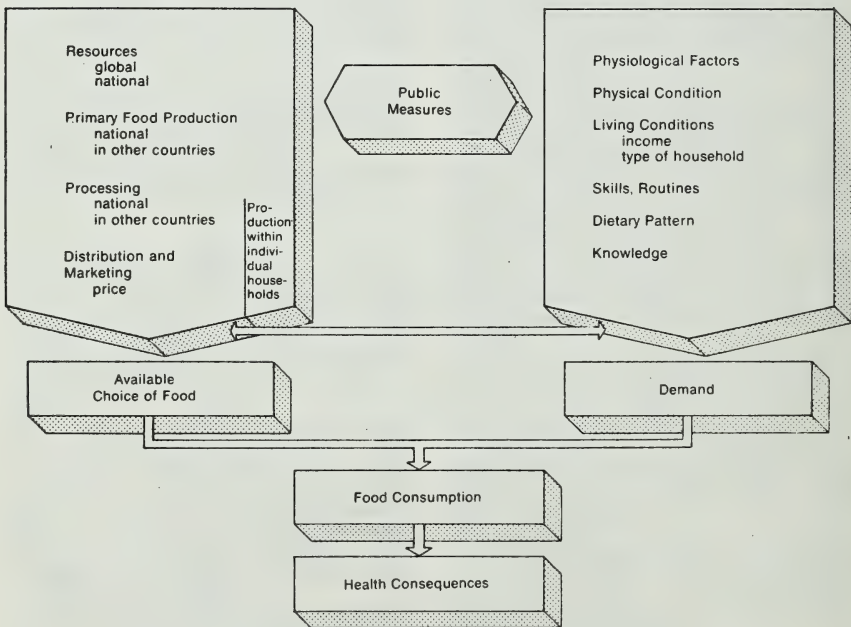 Resources
global
national
Primary Food Production
national
in other countries
Processing
national
in other countries
Distribution and
Marketing
price
Pro-
duction
within
indivi-
dual
house-
holds
Public
Measures
Physiological Factors
Physical Condition
Living Conditions
income
type of household
Skills, Routines
Dietary Pattern
Knowledge
Available
Choice of Food
Demand
Food Consumption
Health Consequences